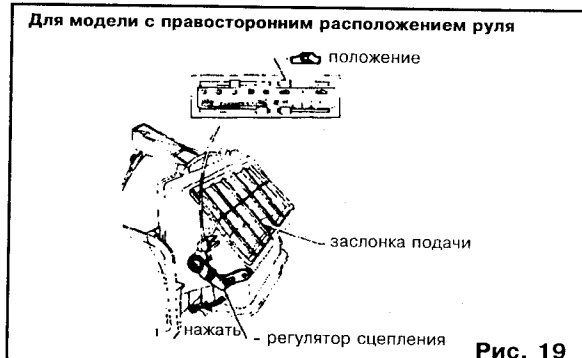 Для модели с правосторонним расположением руля
положение
заслонка подачи
нажать
- регулятор сцепления
Рис. 19